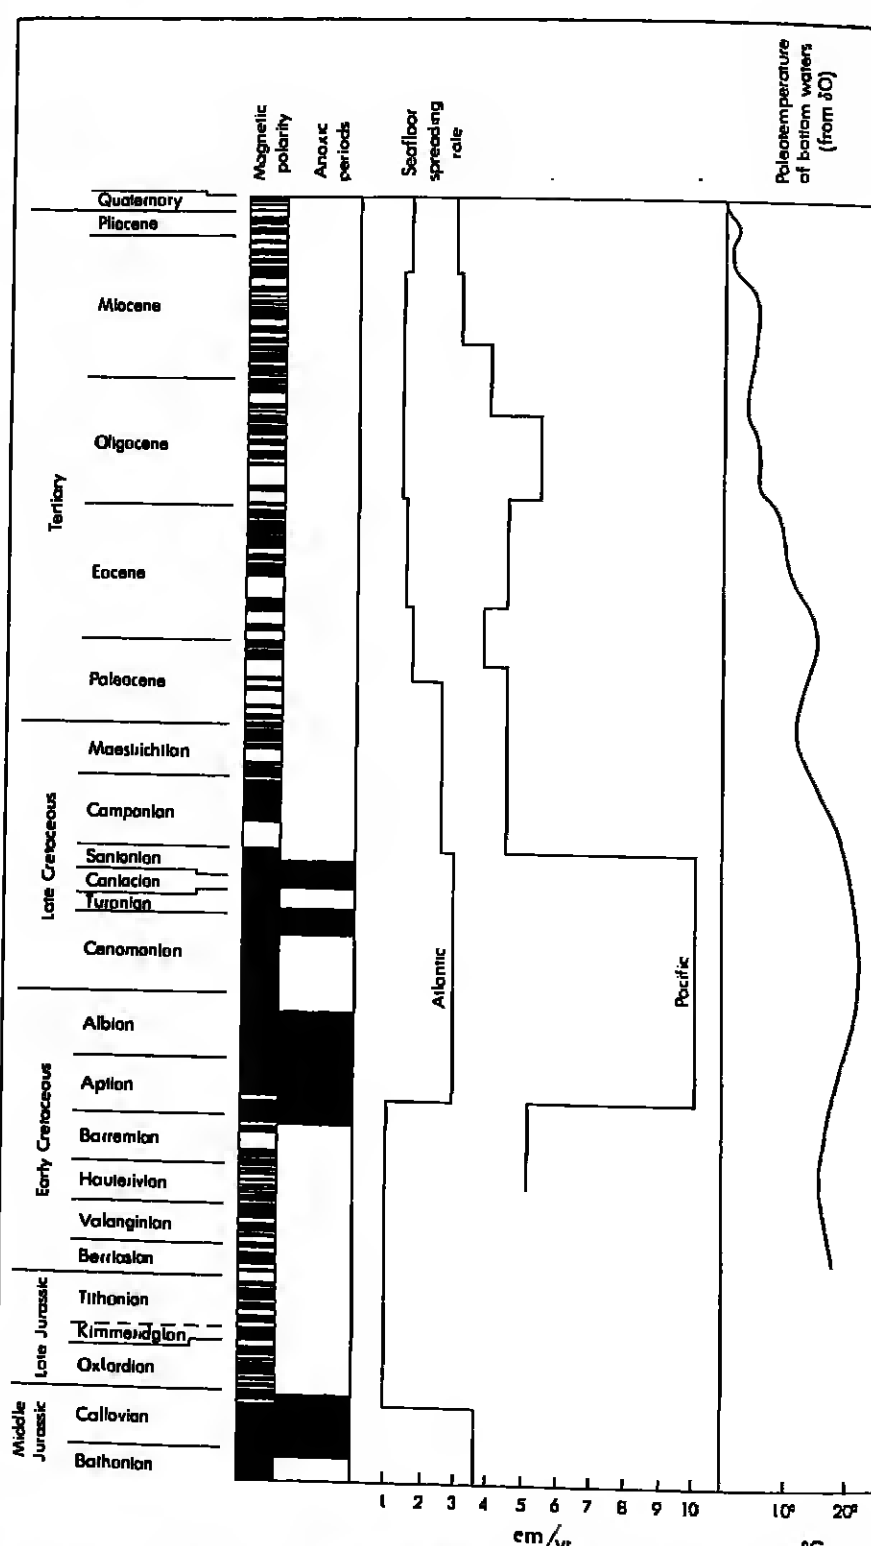 Magnetic
polarity
Anoxic
periods
Seafloor
spreading
rate
Paleotemperature
of bottom waters
(from δO)
Quaternary
Pliocene
Miocene
Oligocene
Tertiary
Eocene
Paleocene
Maestrichtian
Campanian
Santonian
Late Cretaceous
Coniacian
Turonian
Cenomanian
Atlantic
Pacific
Albian
Aptian
Early Cretaceous
Barremian
Hauterivian
Valanginian
Berriasian
Tithonian
Late Jurassic
Kimmeridgian
Oxfordian
Middle
Jurassic
Callovian
Bathonian
1 2 3 4 5 6 7 8 9 10 10° 20°
cm/yr
°C